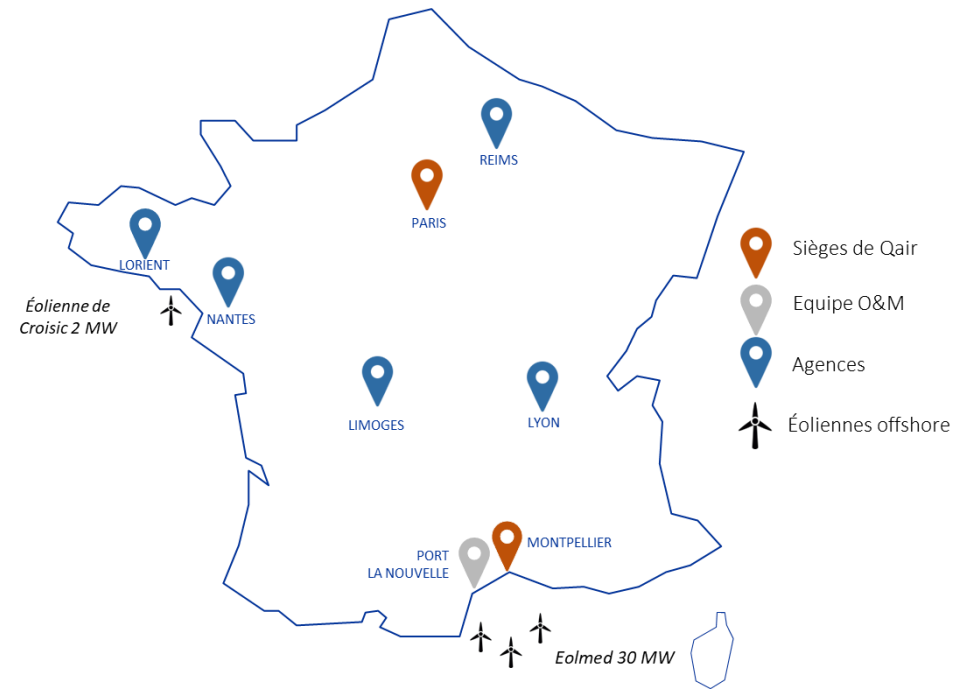 REIMS
PARIS
LORIENT
NANTES
Éolienne de
Croisic 2 MW
LIMOGES
LYON
MONTPELLIER
PORT
LA NOUVELLE
Eolmed 30 MW
Sièges de Qair
Equipe O&M
Agences
Éoliennes offshore